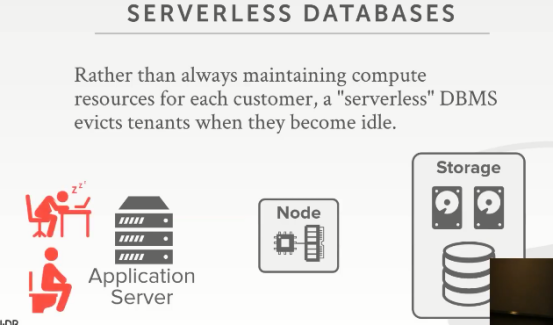 SERVERLESS DATABASES
Rather than always maintaining compute
resources for each customer, a "serverless" DBMS
evicts tenants when they become idle.
zzz
Storage
Node
Application
Server